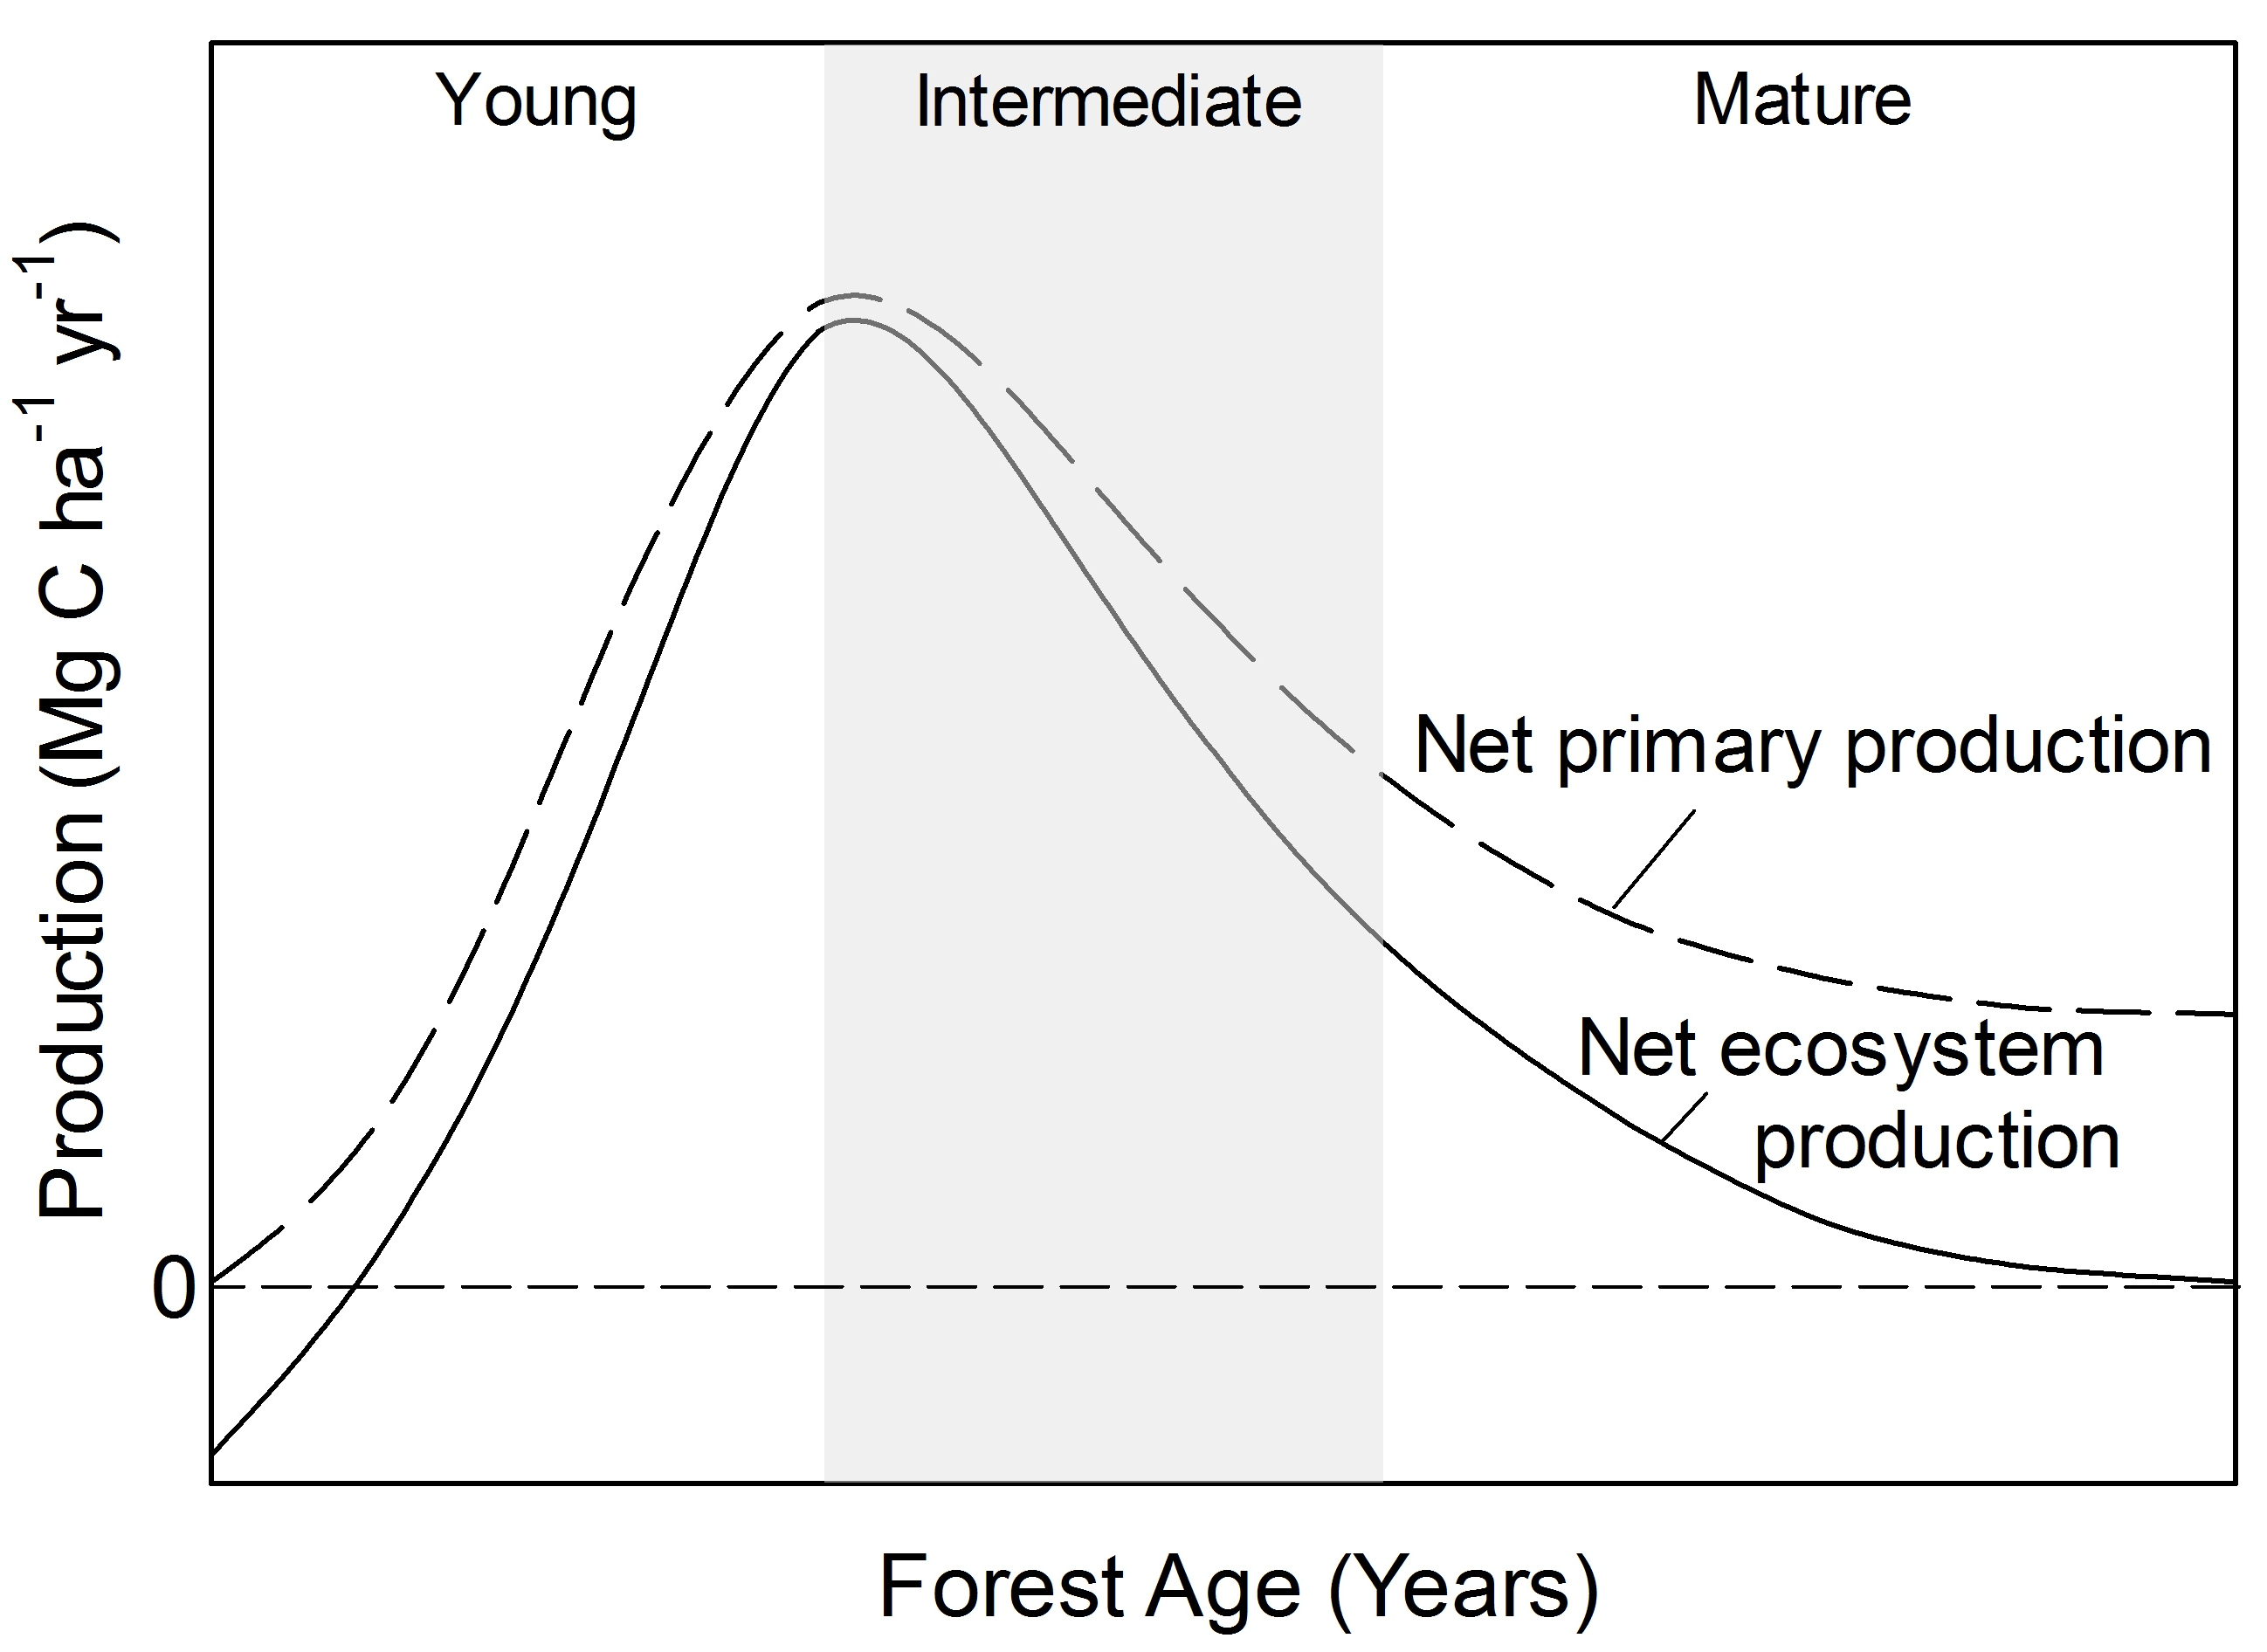 Young
Intermediate
Mature
Production (Mg C ha⁻¹ yr⁻¹)
Net primary production
Net ecosystem
production
0
Forest Age (Years)